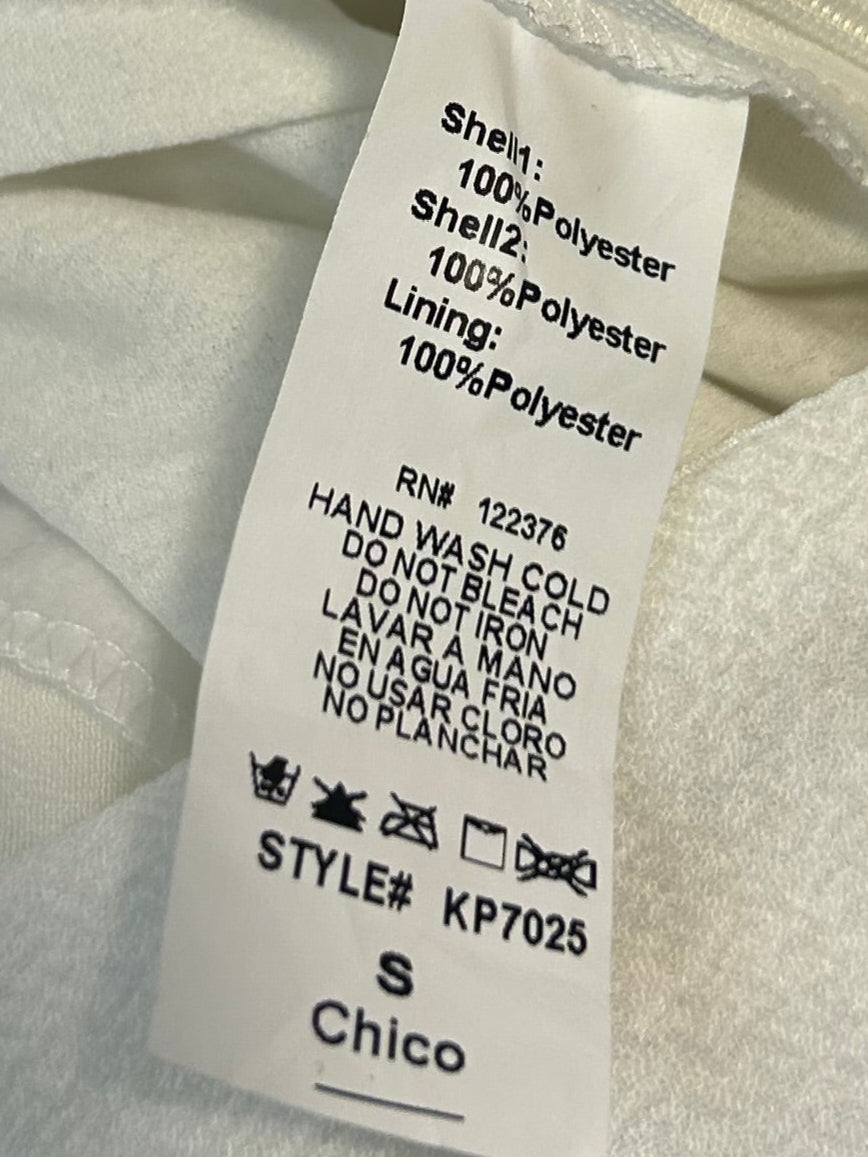 Shell1:
100%Polyester
Shell2:
100%Polyester
Lining:
100%Polyester
RN# 122376
HAND WASH COLD
DO NOT BLEACH
DO NOT IRON
LAVAR A MANO
EN AGUA FRIA
NO USAR CLORO
NO PLANCHAR
STYLE# KP7025
S
Chico